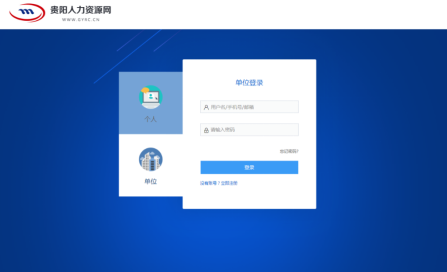 贵阳人力资源网
WWW.GYRC.CN
单位登录
个人
用户名/手机号/邮箱
请输入密码
忘记密码?
登录
单位
没有账号?立即注册